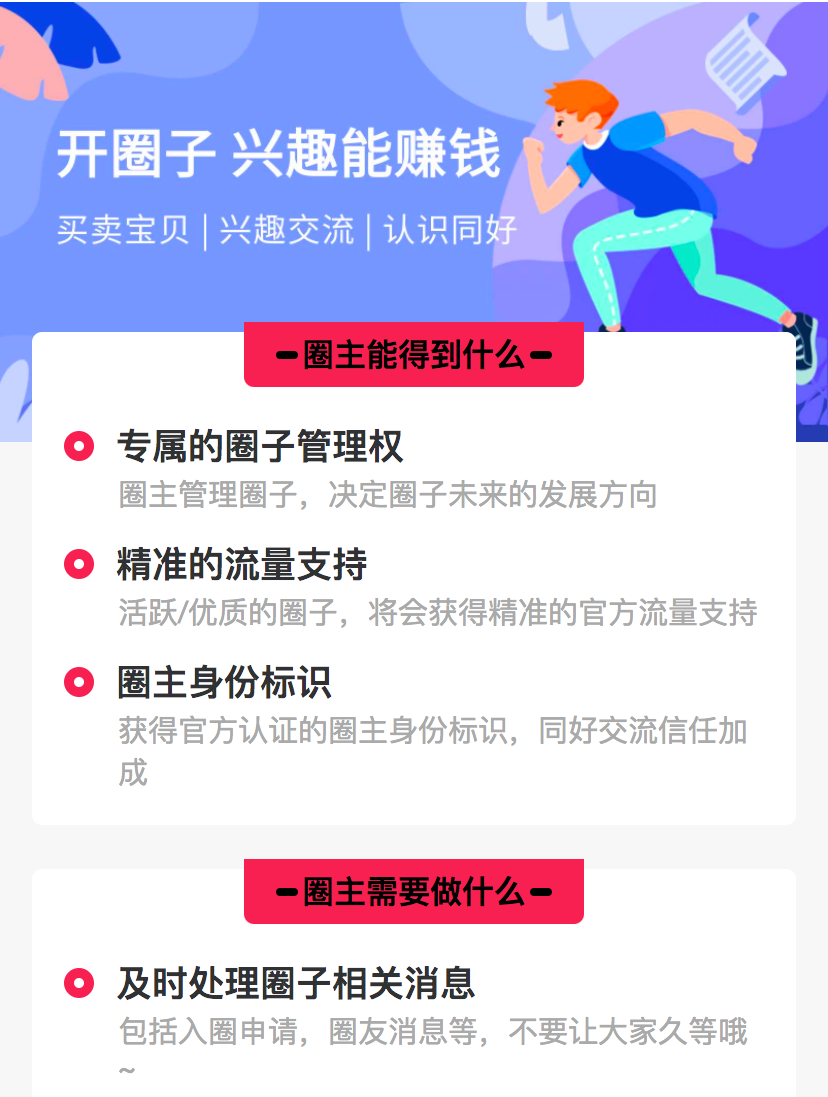 开圈子 兴趣能赚钱
买卖宝贝 | 兴趣交流 | 认识同好
圈主能得到什么
专属的圈子管理权
圈主管理圈子，决定圈子未来的发展方向
精准的流量支持
活跃/优质的圈子，将会获得精准的官方流量支持
圈主身份标识
获得官方认证的圈主身份标识，同好交流信任加
成
圈主需要做什么
及时处理圈子相关消息
包括入圈申请，圈友消息等，不要让大家久等哦
~